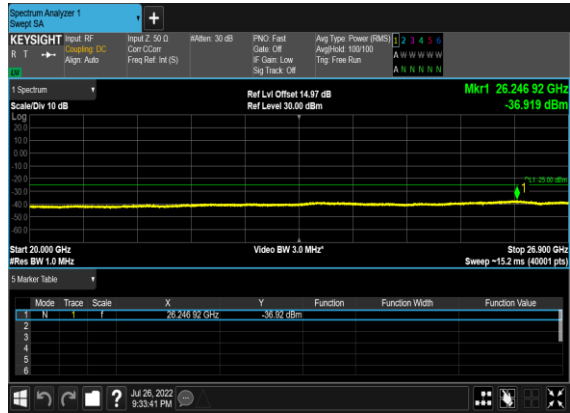 Spectrum Analyzer 1
Swept SA
KEYSIGHT Input: RF Input Z: 50 Ω #Atten: 30 dB PNO: Fast Avg Type: Power (RMS) 1 2 3 4 5 6
R T Coupling: DC Corr CCorr Gate: Off Avg|Hold: 100/100 A W W W W W
Align: Auto Freq Ref: Int (S) IF Gain: Low Trig: Free Run
Sig Track: Off A N N N N N
1 Spectrum Ref Lvl Offset 14.97 dB Mkr1 26.246 92 GHz
Scale/Div 10 dB Ref Level 30.00 dBm -36.919 dBm
Log
20.0
10.0
0.00
-10.0
-20.0
DL1 -25.00 dBm
1
-30.0
-40.0
-50.0
-60.0
Start 20.000 GHz Video BW 3.0 MHz* Stop 26.900 GHz
#Res BW 1.0 MHz Sweep ~15.2 ms (40001 pts)
5 Marker Table
Mode Trace Scale X Y Function Function Width Function Value
1 N 1 f 26.246 92 GHz -36.92 dBm
2
3
4
5
6
? Jul 26, 2022
9:33:41 PM